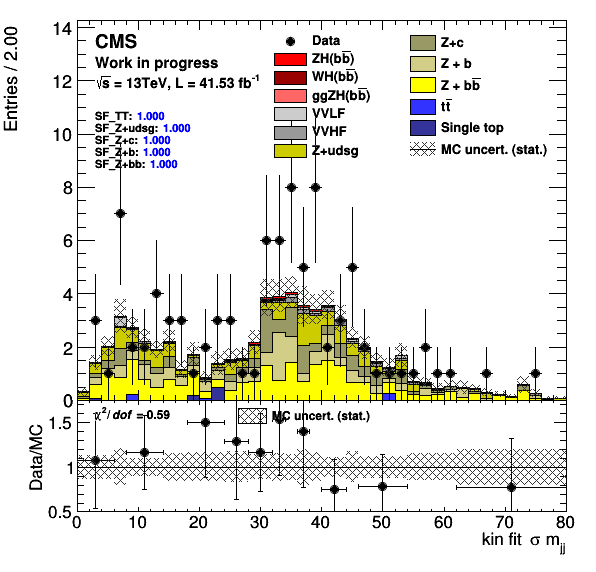 CMS
Work in progress
√s = 13TeV, L = 41.53 fb⁻¹
SF_TT: 1.000
SF_Z+udsg: 1.000
SF_Z+c: 1.000
SF_Z+b: 1.000
SF_Z+bb: 1.000
Data
ZH(bb̅)
WH(bb̅)
ggZH(bb̅)
VVLF
VVHF
Z+udsg
Z+c
Z + b
Z + bb̅
tt̅
Single top
MC uncert. (stat.)
Entries / 2.00
14
12
10
8
6
4
2
0
χ²/ dof =0.59
MC uncert. (stat.)
Data/MC
1.5
1
0.5
0 10 20 30 40 50 60 70 80
kin fit σ m_jj